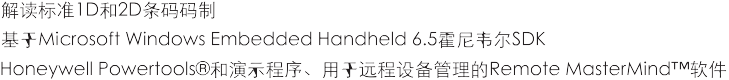 解读标准1D和2D条码码制
基于Microsoft Windows Embedded Handheld 6.5霍尼韦尔SDK
Honeywell Powertools®和演示程序、用于远程设备管理的Remote MasterMind™软件